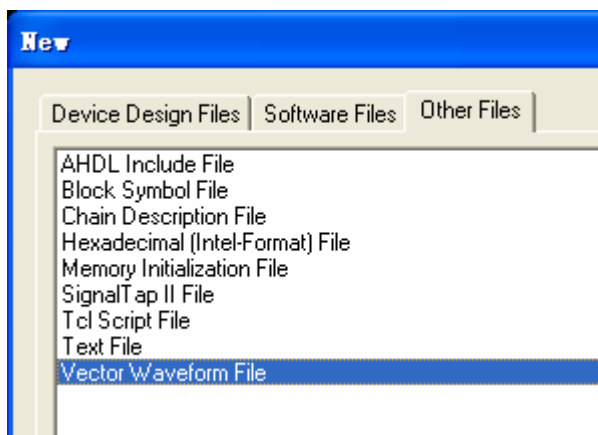 New
Device Design Files Software Files Other Files
AHDL Include File
Block Symbol File
Chain Description File
Hexadecimal (Intel-Format) File
Memory Initialization File
SignalTap II File
Tcl Script File
Text File
Vector Waveform File